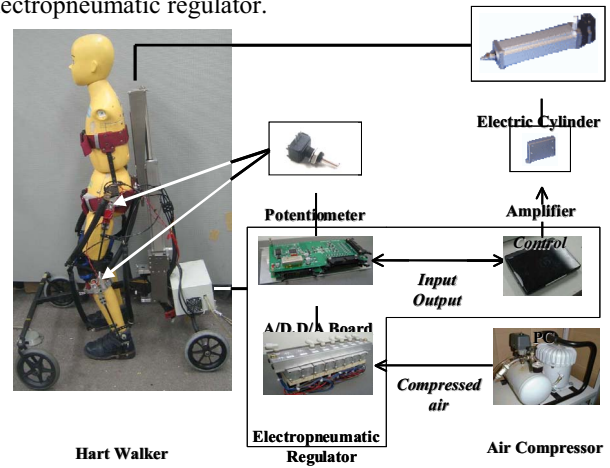 ectropneumatic regulator.
Electric Cylinder
Potentiometer
Amplifier
Control
Input
Output
A/D,D/A Board
PC
Compressed
air
Electropneumatic
Regulator
Hart Walker
Air Compressor